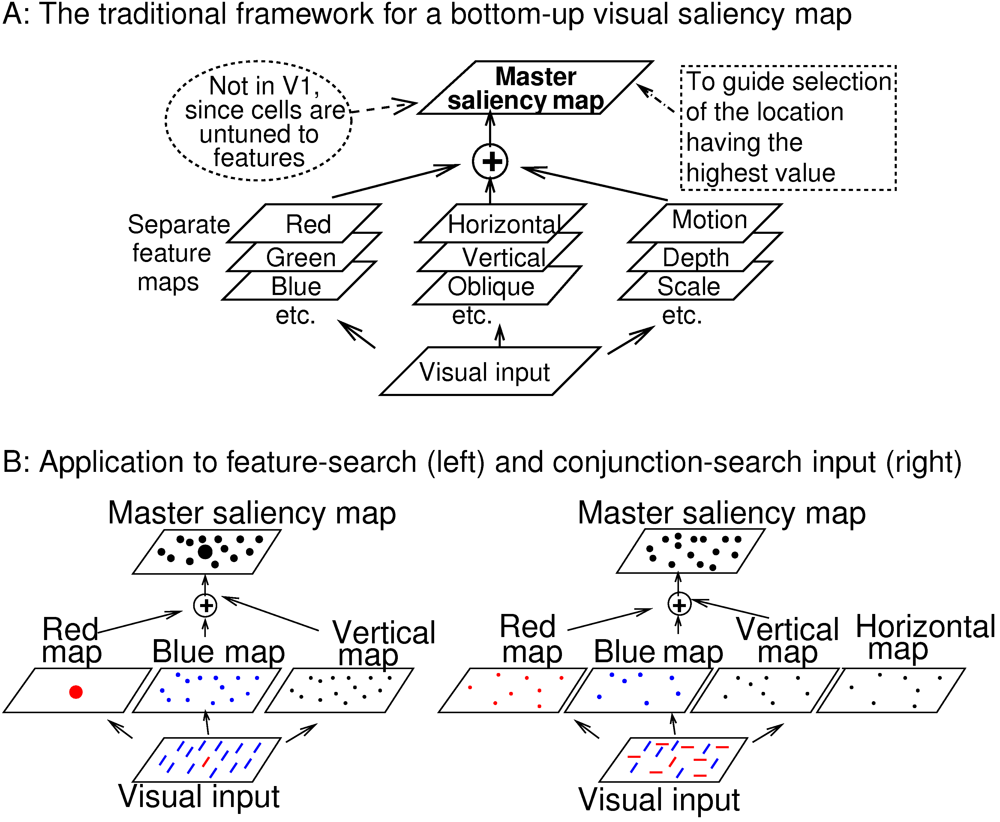 A: The traditional framework for a bottom-up visual saliency map
Not in V1,
since cells are
untuned to
features
Master
saliency map
To guide selection
of the location
having the
highest value
+
Separate
feature
maps
Red
Green
Blue
etc.
Horizontal
Vertical
Oblique
etc.
Motion
Depth
Scale
etc.
Visual input
B: Application to feature-search (left) and conjunction-search input (right)
Master saliency map
+
Red
map
Blue map
Vertical
map
Visual input
Master saliency map
+
Red
map
Blue map
Vertical
map
Horizontal
map
Visual input